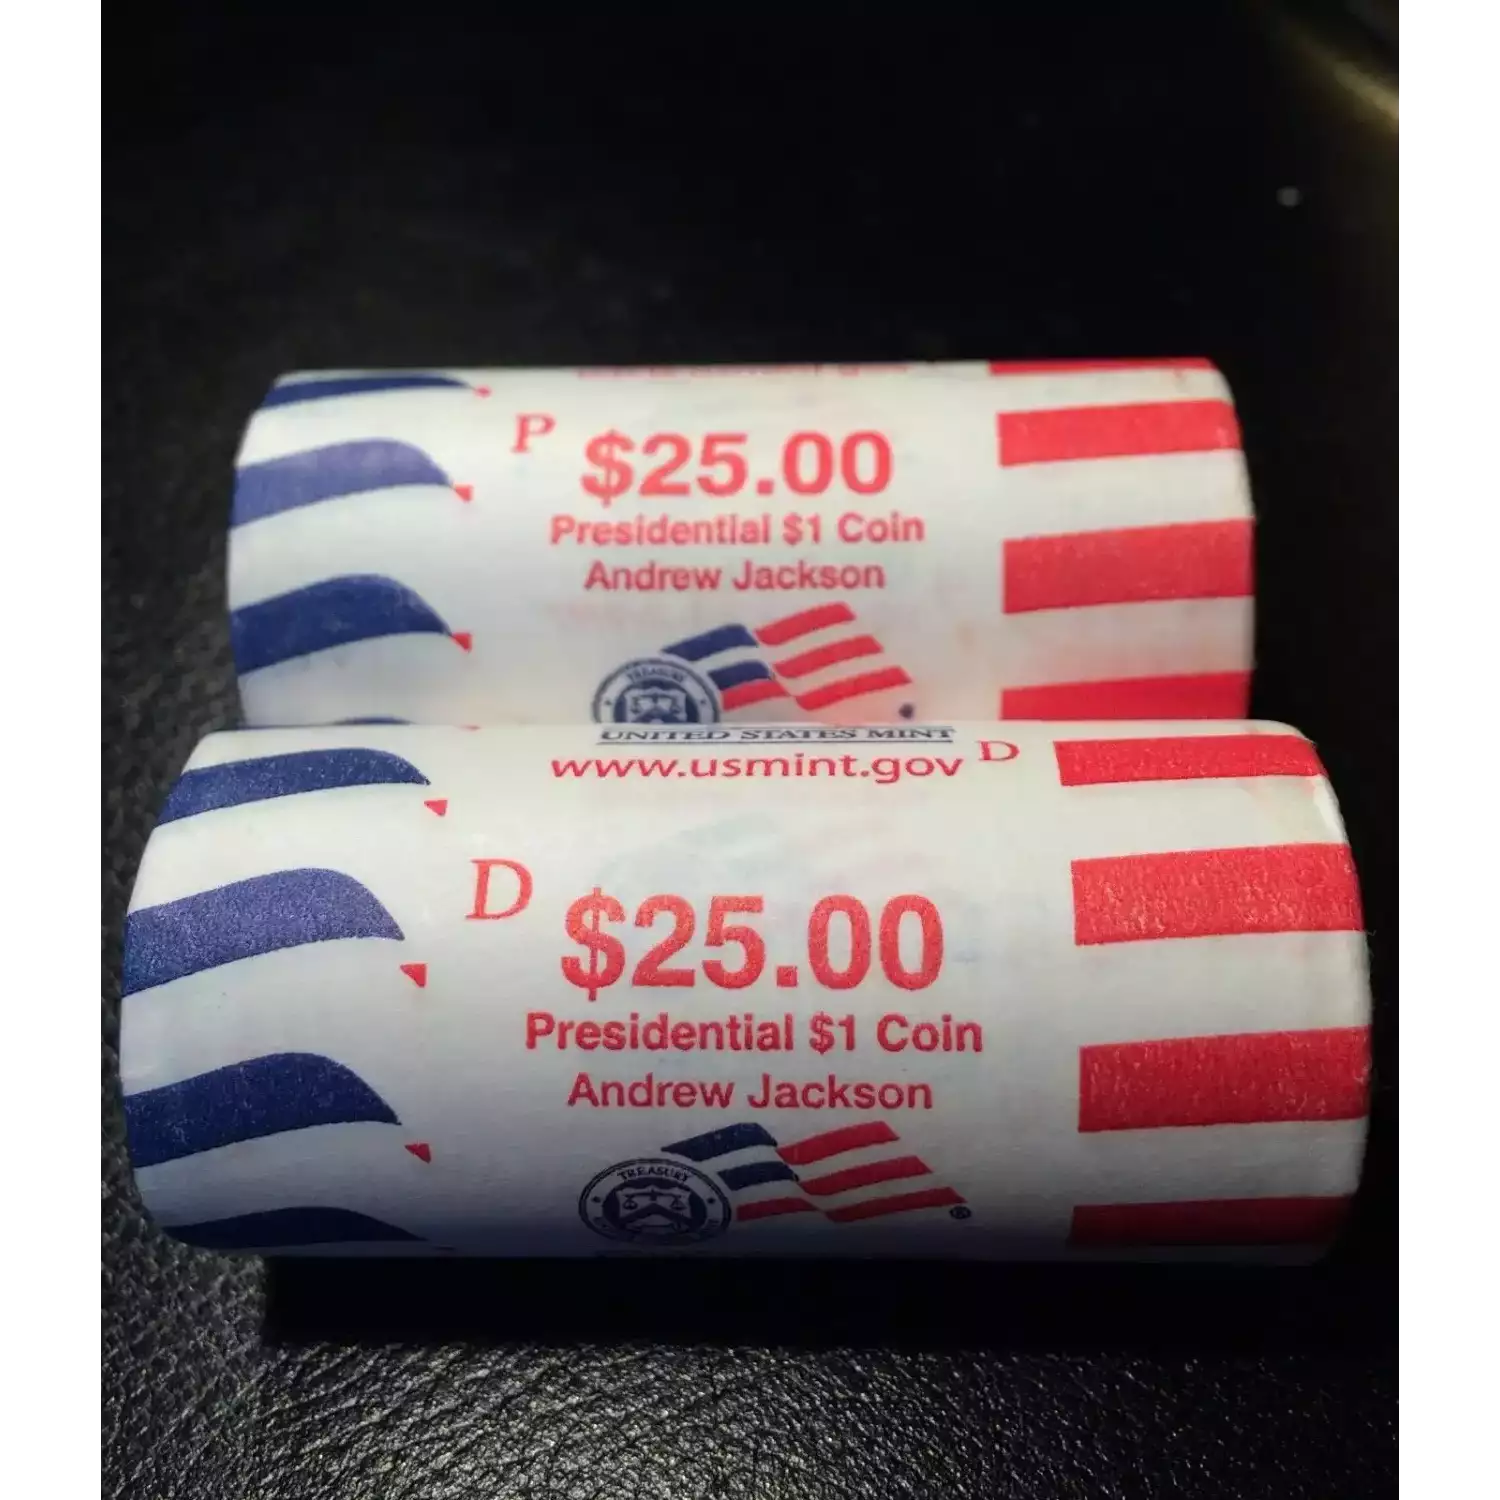 P $25.00
Presidential $1 Coin
Andrew Jackson
TREASURY
UNITED STATES MINT
www.usmint.gov D
D $25.00
Presidential $1 Coin
Andrew Jackson
TREASURY